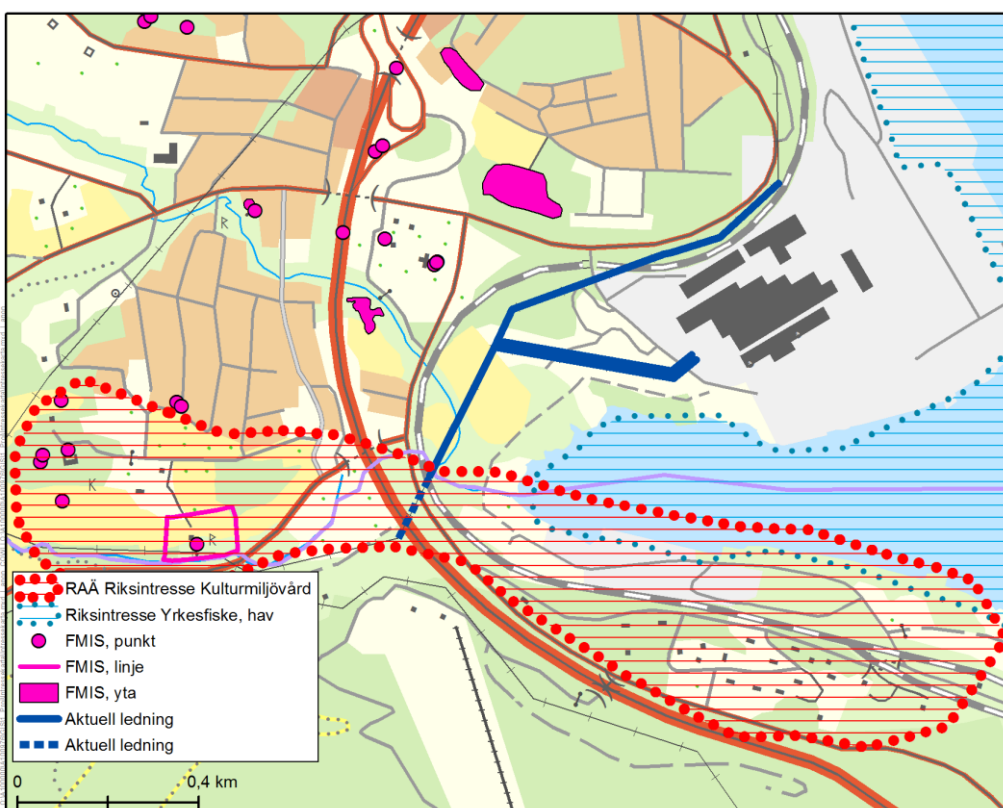 R
K
R
RAÄ Riksintresse Kulturmiljövård
Riksintresse Yrkesfiske, hav
FMIS, punkt
FMIS, linje
FMIS, yta
Aktuell ledning
Aktuell ledning
0
0,4 km